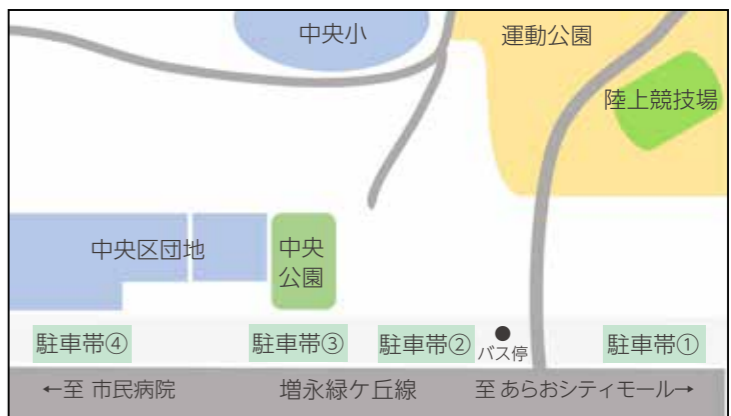 中央小
運動公園
陸上競技場
中央区団地
中央
公園
駐車帯④
駐車帯③
駐車帯②
バス停
駐車帯①
←至 市民病院
増永緑ケ丘線
至 あらおシティモール→